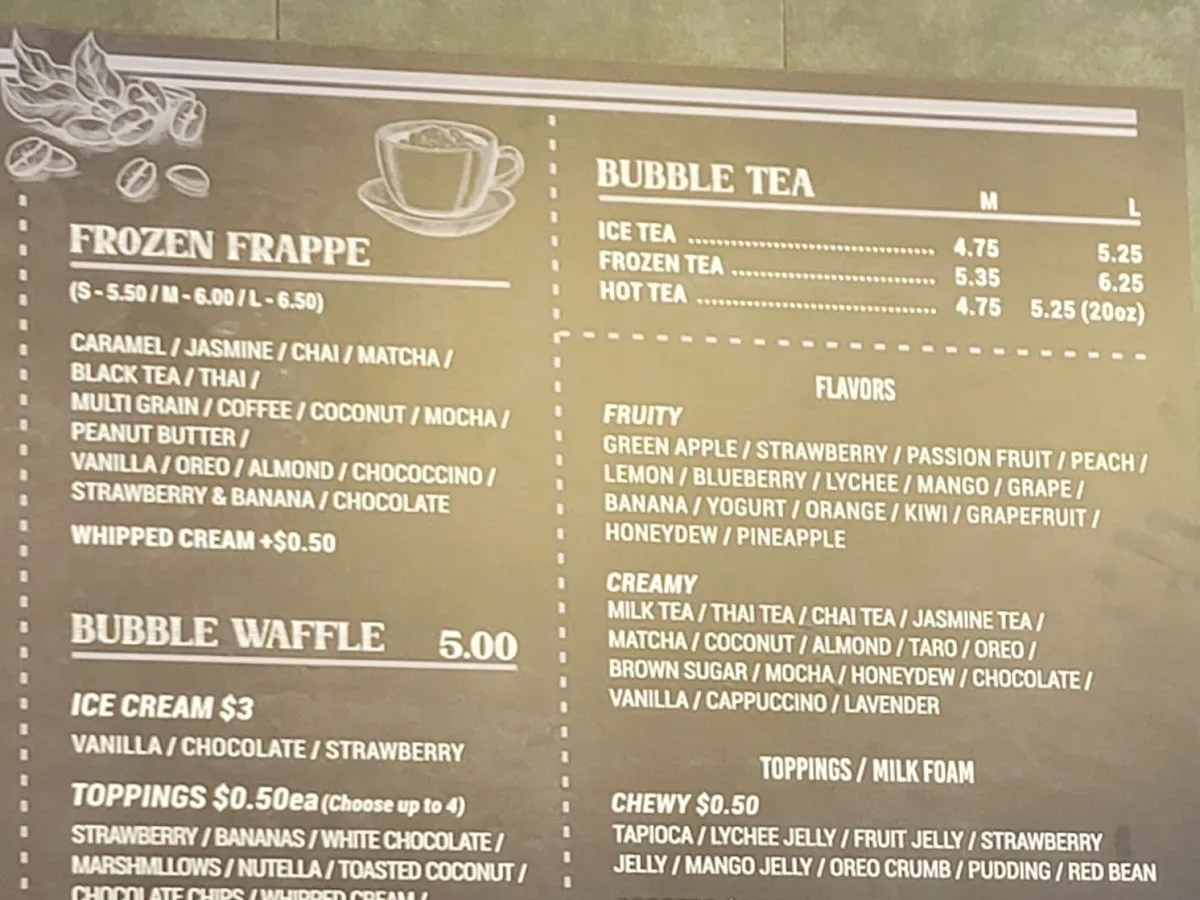 FROZEN FRAPPE
(S - 5.50 / M - 6.00 / L - 6.50)
CARAMEL / JASMINE / CHAI / MATCHA /
BLACK TEA / THAI /
MULTI GRAIN / COFFEE / COCONUT / MOCHA /
PEANUT BUTTER /
VANILLA / OREO / ALMOND / CHOCOCCINO /
STRAWBERRY & BANANA / CHOCOLATE
WHIPPED CREAM +$0.50
BUBBLE WAFFLE 5.00
ICE CREAM $3
VANILLA / CHOCOLATE / STRAWBERRY
TOPPINGS $0.50ea (Choose up to 4)
STRAWBERRY / BANANAS / WHITE CHOCOLATE /
MARSHMLLOWS / NUTELLA / TOASTED COCONUT /
CHOCOLATE CHIPS / WHIPPED CREAM /
BUBBLE TEA M L
ICE TEA 4.75 5.25
FROZEN TEA 5.35 6.25
HOT TEA 4.75 5.25 (20oz)
FLAVORS
FRUITY
GREEN APPLE / STRAWBERRY / PASSION FRUIT / PEACH /
LEMON / BLUEBERRY / LYCHEE / MANGO / GRAPE /
BANANA / YOGURT / ORANGE / KIWI / GRAPEFRUIT /
HONEYDEW / PINEAPPLE
CREAMY
MILK TEA / THAI TEA / CHAI TEA / JASMINE TEA /
MATCHA / COCONUT / ALMOND / TARO / OREO /
BROWN SUGAR / MOCHA / HONEYDEW / CHOCOLATE /
VANILLA / CAPPUCCINO / LAVENDER
TOPPINGS / MILK FOAM
CHEWY $0.50
TAPIOCA / LYCHEE JELLY / FRUIT JELLY / STRAWBERRY
JELLY / MANGO JELLY / OREO CRUMB / PUDDING / RED BEAN